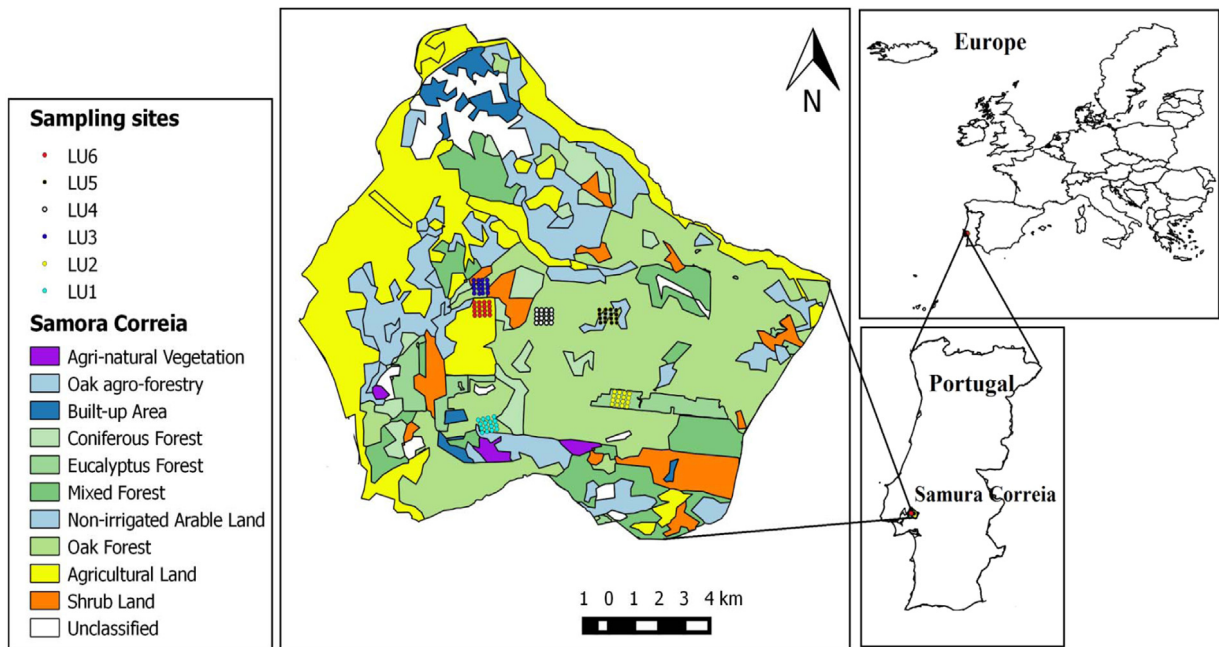 Sampling sites
LU6
LU5
LU4
LU3
LU2
LU1
Samora Correia
Agri-natural Vegetation
Oak agro-forestry
Built-up Area
Coniferous Forest
Eucalyptus Forest
Mixed Forest
Non-irrigated Arable Land
Oak Forest
Agricultural Land
Shrub Land
Unclassified
N
1 0 1 2 3 4 km
Europe
Portugal
Samura Correia